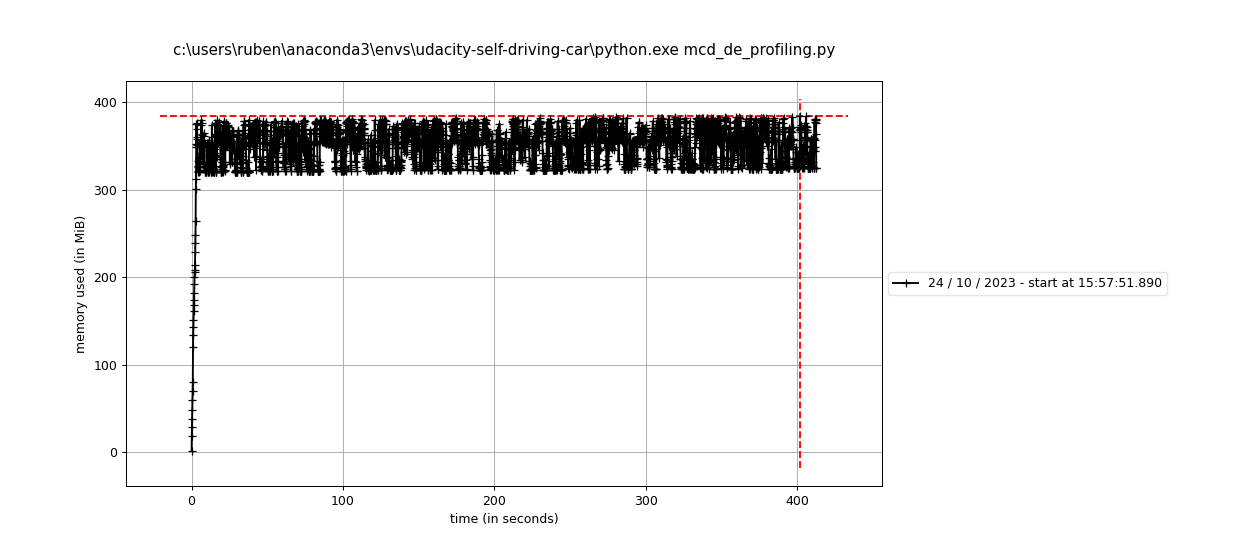 c:\users\ruben\anaconda3\envs\udacity-self-driving-car\python.exe mcd_de_profiling.py
400
300
200
100
0
memory used (in MiB)
0 100 200 300 400
time (in seconds)
24 / 10 / 2023 - start at 15:57:51.890